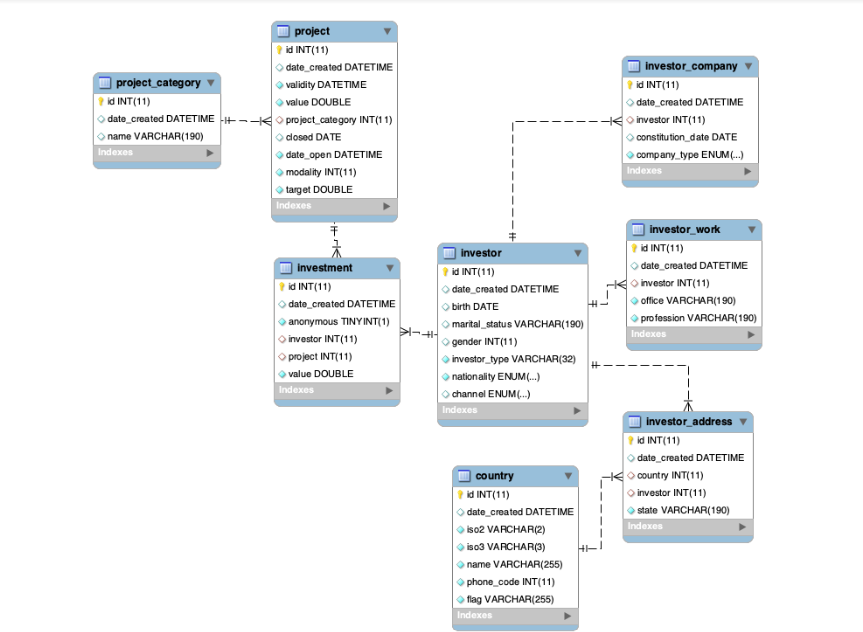 project
id INT(11)
date_created DATETIME
validity DATETIME
value DOUBLE
project_category INT(11)
closed DATE
date_open DATETIME
modality INT(11)
target DOUBLE
Indexes
project_category
id INT(11)
date_created DATETIME
name VARCHAR(190)
Indexes
investor_company
id INT(11)
date_created DATETIME
investor INT(11)
constitution_date DATE
company_type ENUM(...)
Indexes
investment
id INT(11)
date_created DATETIME
anonymous TINYINT(1)
investor INT(11)
project INT(11)
value DOUBLE
Indexes
investor
id INT(11)
date_created DATETIME
birth DATE
marital_status VARCHAR(190)
gender INT(11)
investor_type VARCHAR(32)
nationality ENUM(...)
channel ENUM(...)
Indexes
investor_work
id INT(11)
date_created DATETIME
investor INT(11)
office VARCHAR(190)
profession VARCHAR(190)
Indexes
investor_address
id INT(11)
date_created DATETIME
country INT(11)
investor INT(11)
state VARCHAR(190)
Indexes
country
id INT(11)
date_created DATETIME
iso2 VARCHAR(2)
iso3 VARCHAR(3)
name VARCHAR(255)
phone_code INT(11)
flag VARCHAR(255)
Indexes